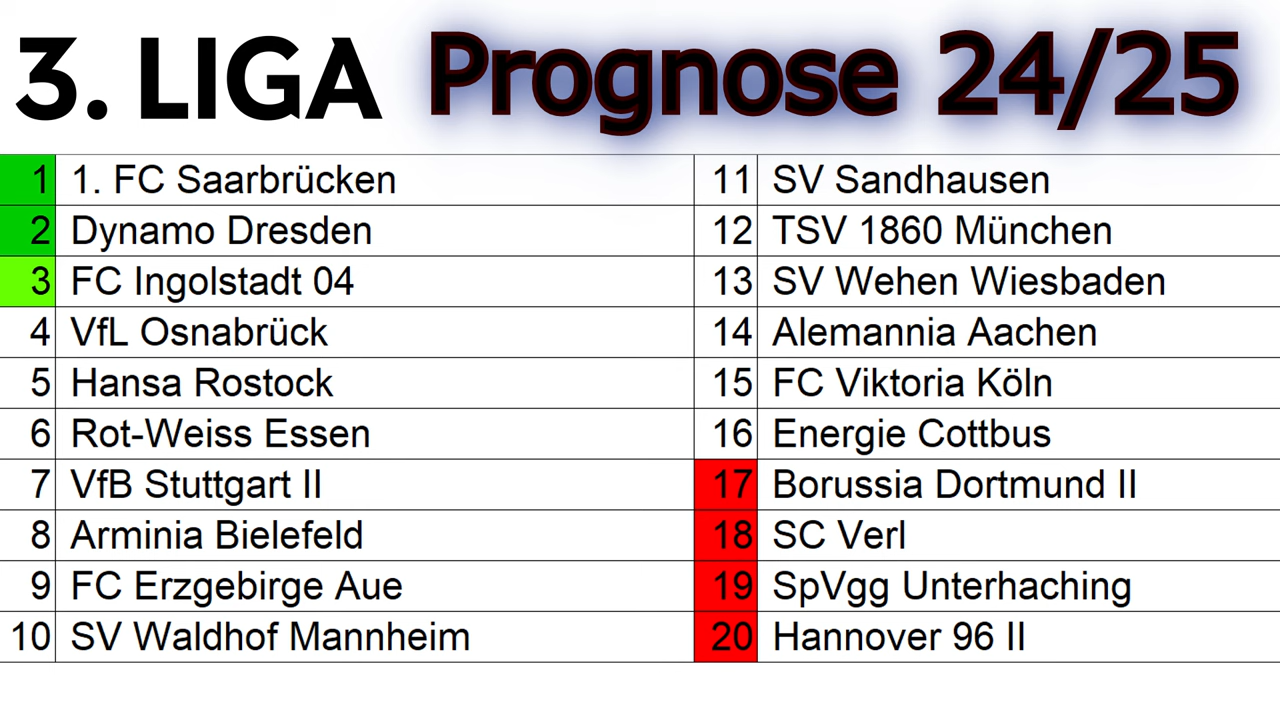 3. LIGA Prognose 24/25
1 1. FC Saarbrücken
2 Dynamo Dresden
3 FC Ingolstadt 04
4 VfL Osnabrück
5 Hansa Rostock
6 Rot-Weiss Essen
7 VfB Stuttgart II
8 Arminia Bielefeld
9 FC Erzgebirge Aue
10 SV Waldhof Mannheim
11 SV Sandhausen
12 TSV 1860 München
13 SV Wehen Wiesbaden
14 Alemannia Aachen
15 FC Viktoria Köln
16 Energie Cottbus
17 Borussia Dortmund II
18 SC Verl
19 SpVgg Unterhaching
20 Hannover 96 II